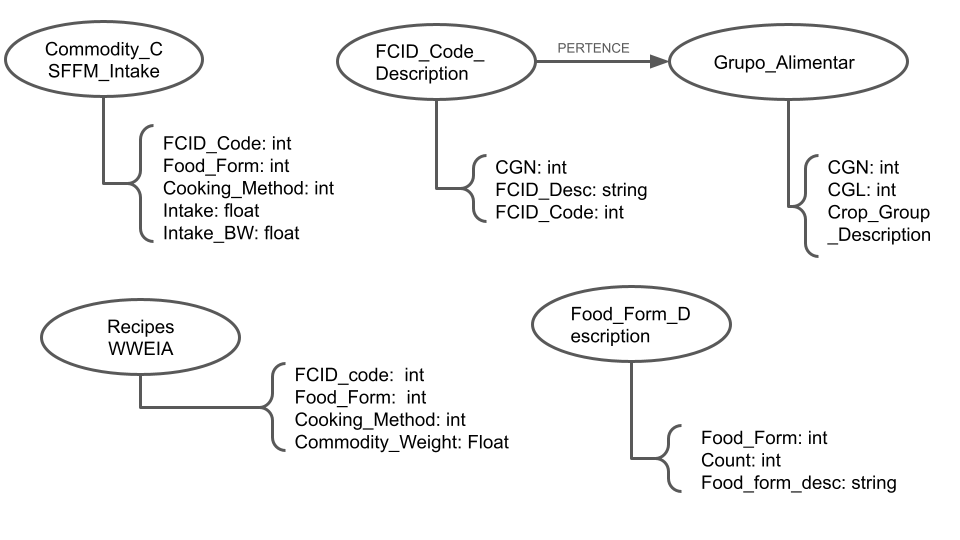 Commodity_C
SFFM_Intake
FCID_Code_
Description
PERTENCE
Grupo_Alimentar
FCID_Code: int
Food_Form: int
Cooking_Method: int
Intake: float
Intake_BW: float
CGN: int
FCID_Desc: string
FCID_Code: int
CGN: int
CGL: int
Crop_Group
_Description
Recipes
WWEIA
FCID_code:  int
Food_Form:  int
Cooking_Method: int
Commodity_Weight: Float
Food_Form_D
escription
Food_Form: int
Count: int
Food_form_desc: string